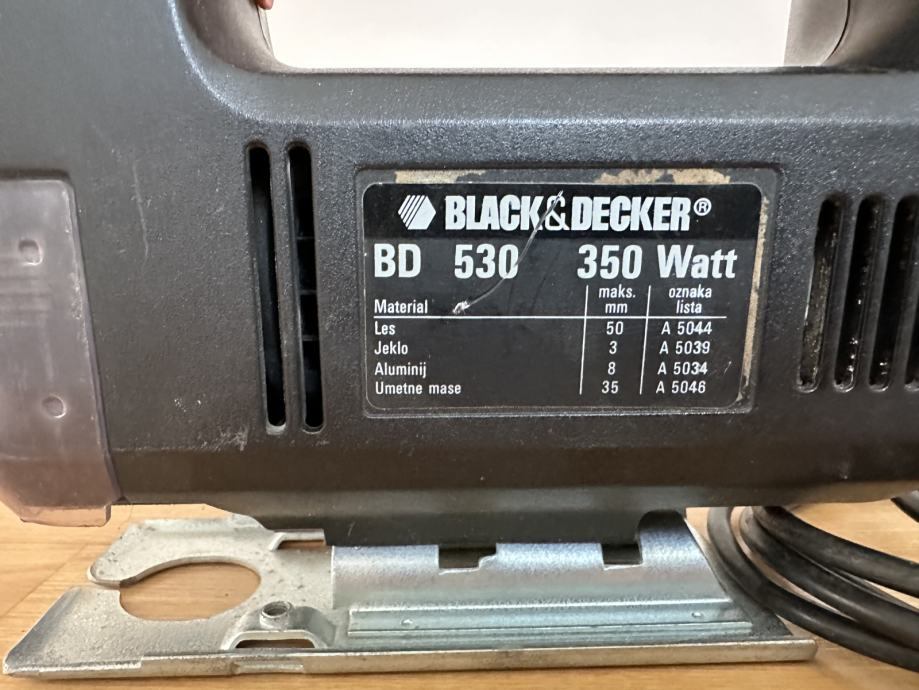 BLACK&DECKER®
BD 530 350 Watt
Material maks. mm oznaka lista
Les 50 A 5044
Jeklo 3 A 5039
Aluminij 8 A 5034
Umetne mase 35 A 5046